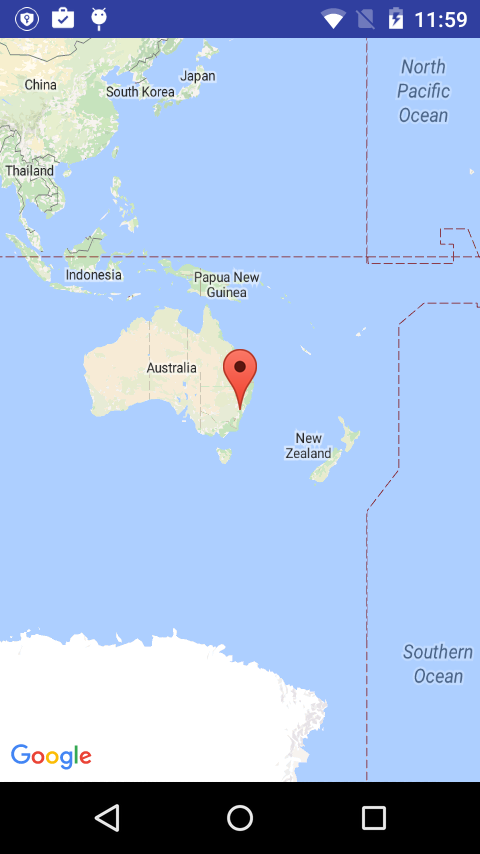 11:59
North
Pacific
Ocean
Japan
China
South Korea
Thailand
Indonesia
Papua New
Guinea
Australia
New
Zealand
Southern
Ocean
Google